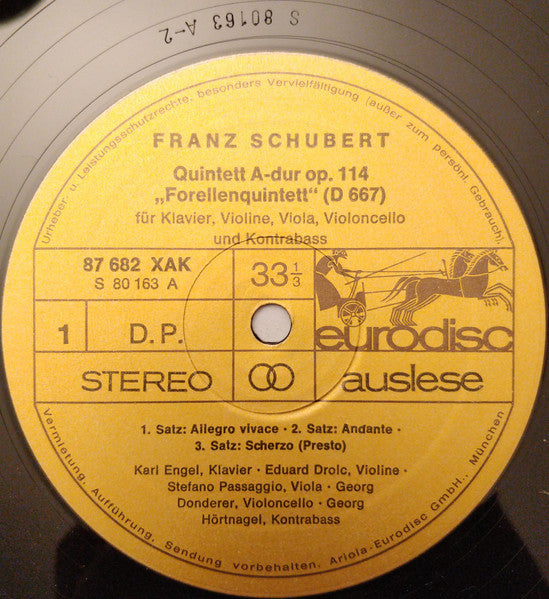 S 80163 A-2
Urheber- u. Leistungsschutzrechte, besonders Vervielfältigung (außer zum persönl. Gebrauch),
FRANZ SCHUBERT
Quintett A-dur op. 114
„Forellenquintett“ (D 667)
für Klavier, Violine, Viola, Violoncello
und Kontrabass
87 682 XAK
S 80 163 A
33 1/3
1 D.P.
eurodisc
STEREO
auslese
1. Satz: Allegro vivace · 2. Satz: Andante ·
3. Satz: Scherzo (Presto)
Karl Engel, Klavier · Eduard Drolc, Violine ·
Stefano Passaggio, Viola · Georg
Donderer, Violoncello · Georg
Hörtnagel, Kontrabass
Vermietung, Aufführung, Sendung vorbehalten. Ariola-Eurodisc GmbH., München